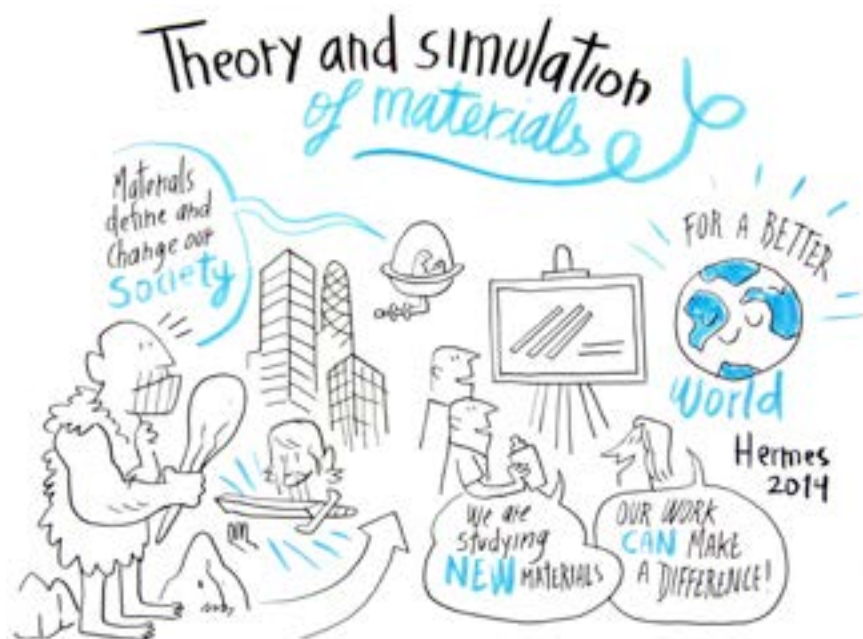 Theory and simulation
of materials
Materials
define and
change our
Society
FOR A BETTER
World
Hermes
2014
We are
studying
NEW MATERIALS
OUR WORK
CAN MAKE
A DIFFERENCE!